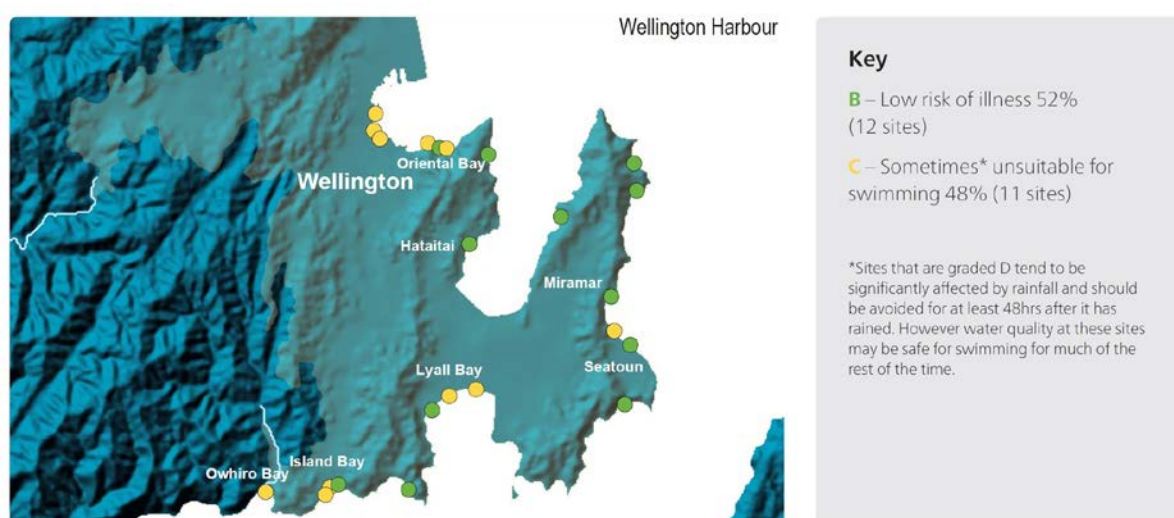 Wellington Harbour
Oriental Bay
Wellington
Hataitai
Miramar
Lyall Bay
Seatoun
Island Bay
Owhiro Bay
Key
B – Low risk of illness 52%
(12 sites)
C – Sometimes* unsuitable for
swimming 48% (11 sites)
*Sites that are graded D tend to be
significantly affected by rainfall and should
be avoided for at least 48hrs after it has
rained. However water quality at these sites
may be safe for swimming for much of the
rest of the time.